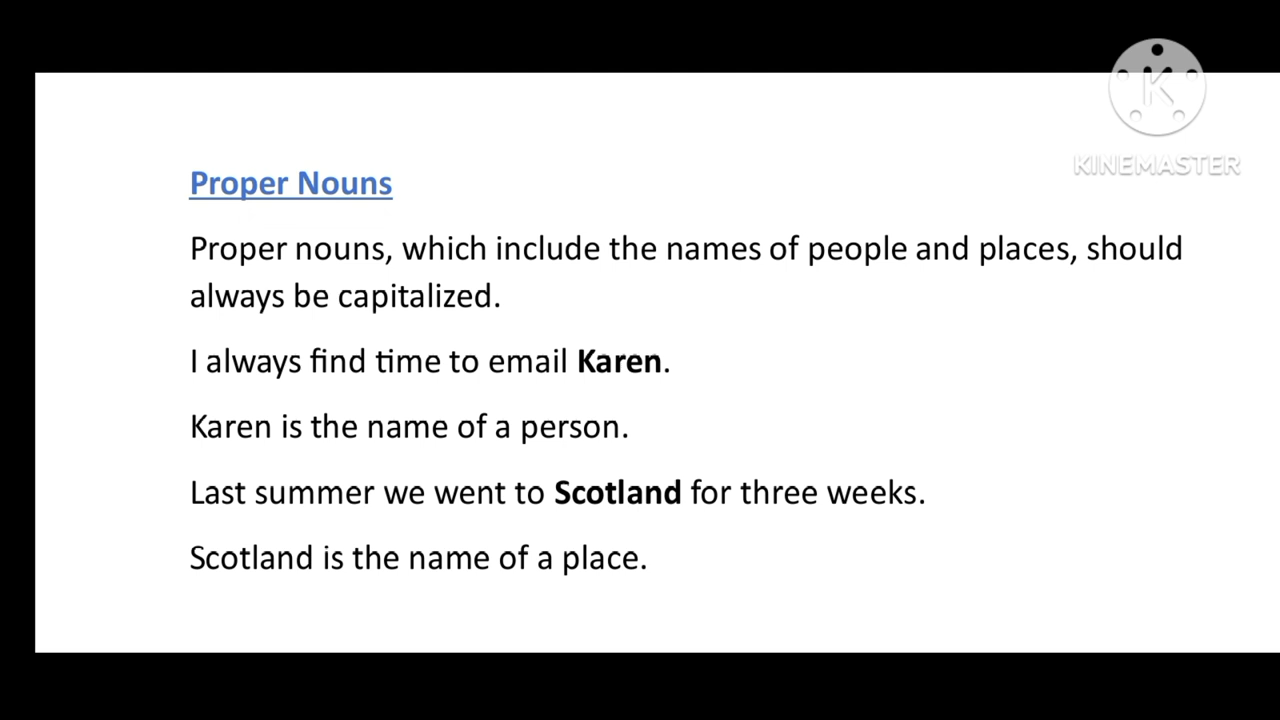 K
KINEMASTER
Proper Nouns
Proper nouns, which include the names of people and places, should
always be capitalized.
I always find time to email Karen.
Karen is the name of a person.
Last summer we went to Scotland for three weeks.
Scotland is the name of a place.